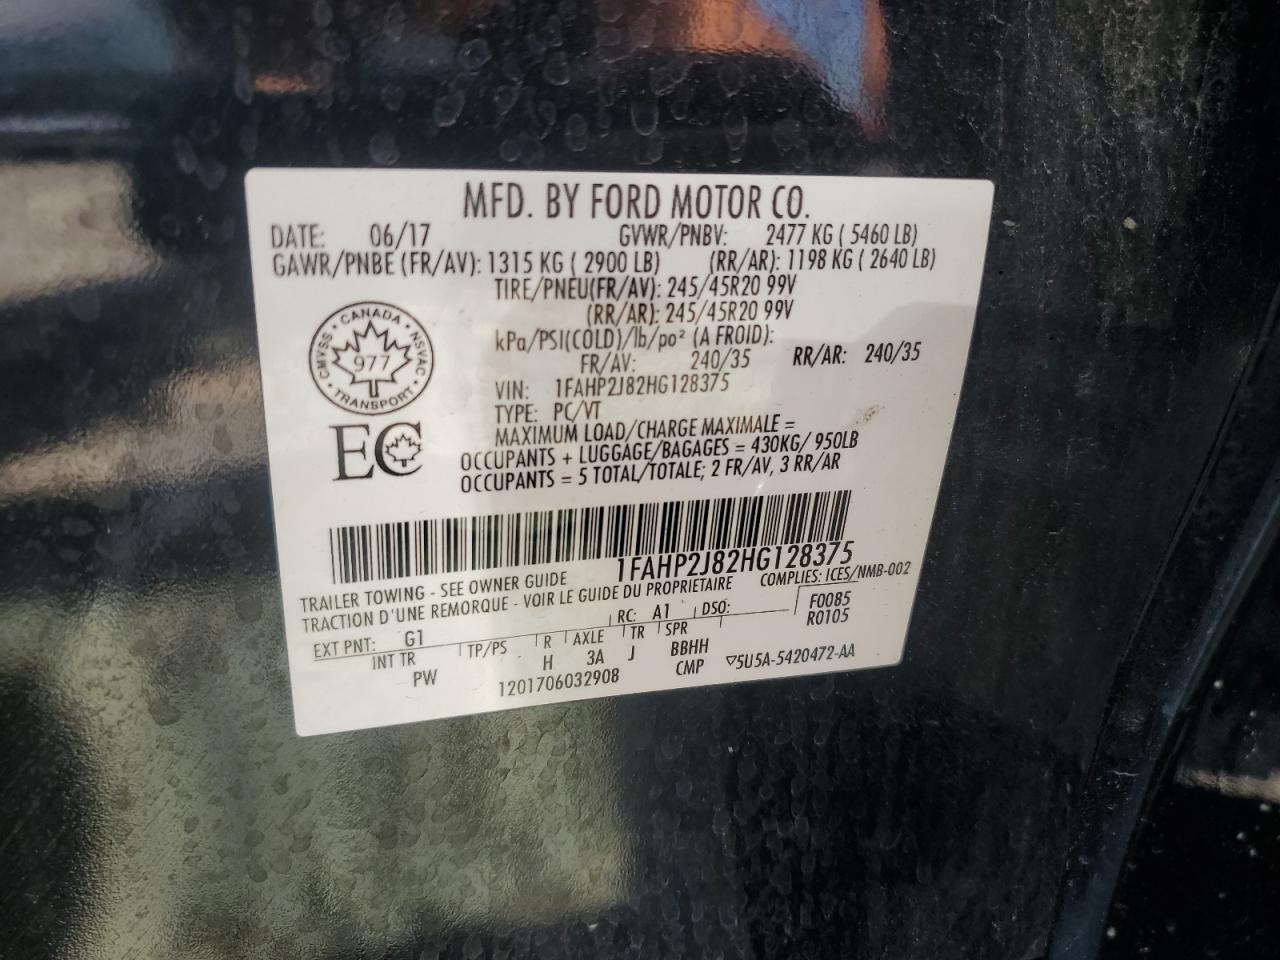 MFD. BY FORD MOTOR CO.
DATE: 06/17 GVWR/PNBV: 2477 KG ( 5460 LB)
GAWR/PNBE (FR/AV): 1315 KG ( 2900 LB) (RR/AR): 1198 KG ( 2640 LB)
TIRE/PNEU(FR/AV): 245/45R20 99V
(RR/AR): 245/45R20 99V
kPa/PSI(COLD)/lb/po² (A FROID):
FR/AV: 240/35 RR/AR: 240/35
CANADA
CMVSS 977 NSVAC
TRANSPORT
VIN: 1FAHP2J82HG128375
TYPE: PC/VT
MAXIMUM LOAD/CHARGE MAXIMALE =
OCCUPANTS + LUGGAGE/BAGAGES = 430KG/ 950LB
OCCUPANTS = 5 TOTAL/TOTALE; 2 FR/AV, 3 RR/AR
EC
1FAHP2J82HG128375
TRAILER TOWING - SEE OWNER GUIDE COMPLIES: ICES/NMB-002
TRACTION D'UNE REMORQUE - VOIR LE GUIDE DU PROPRIETAIRE
EXT PNT: G1 RC: A1 DSO: F0085
R0105
INT TR TP/PS R AXLE TR SPR
PW H 3A J BBHH
1201706032908 CMP ▽5U5A-5420472-AA